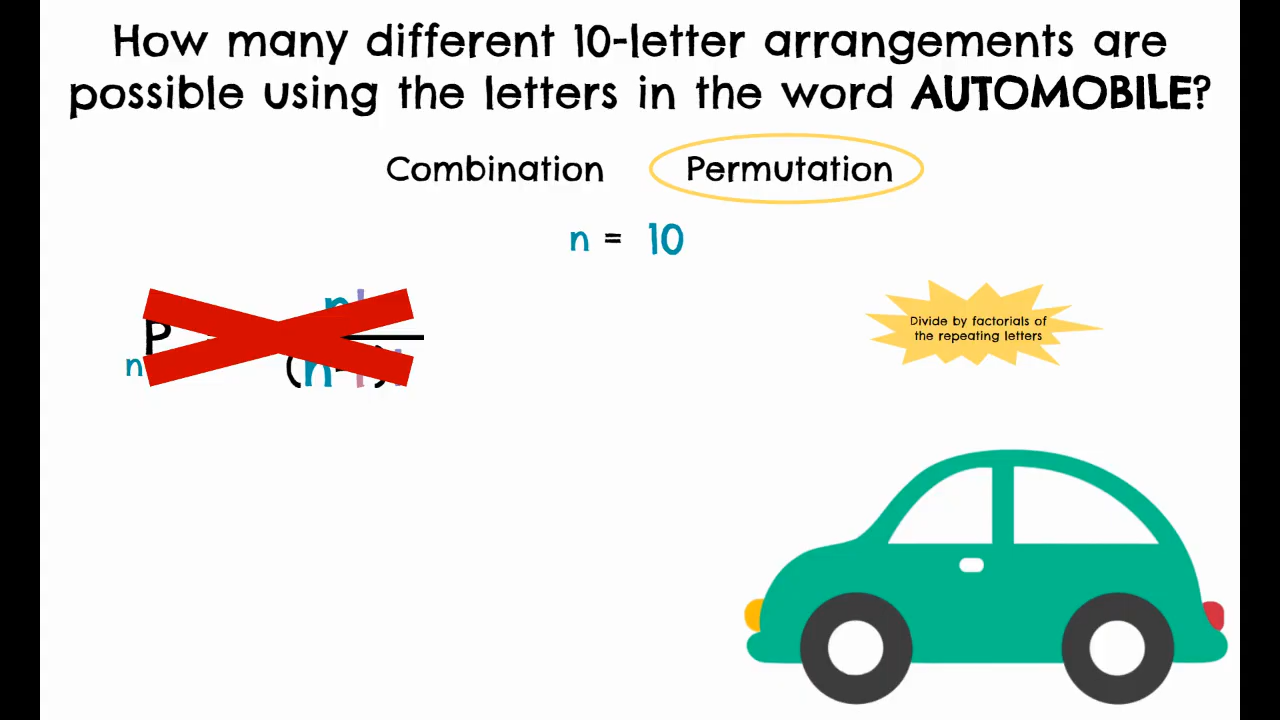 How many different 10-letter arrangements are
possible using the letters in the word AUTOMOBILE?
Combination Permutation
n = 10
n P
(n )
Divide by factorials of
the repeating letters